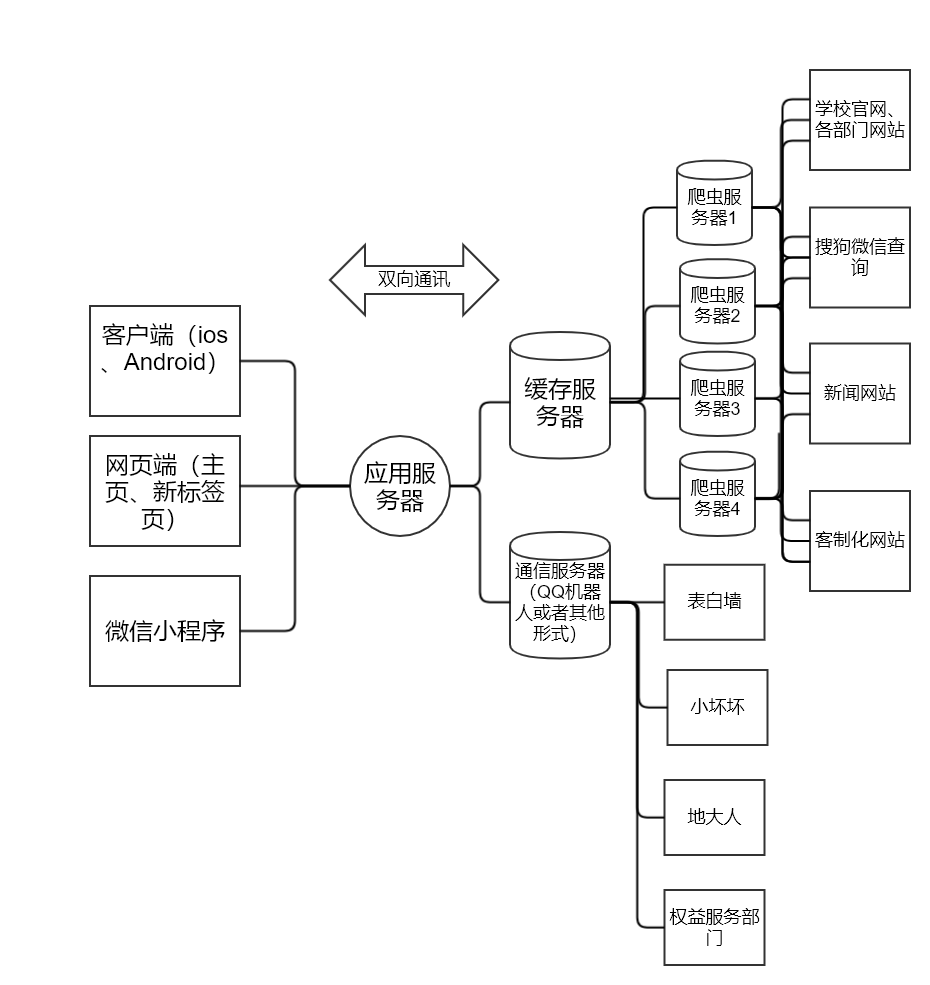 学校官网、
各部门网站
爬虫服
务器1
搜狗微信查
询
双向通讯
爬虫服
务器2
客户端（ios
、Android）
缓存服
务器
爬虫服
务器3
新闻网站
网页端（主
页、新标签
页）
应用服
务器
爬虫服
务器4
客制化网站
通信服务器
（QQ机器
人或者其他
形式）
表白墙
微信小程序
小坏坏
地大人
权益服务部
门